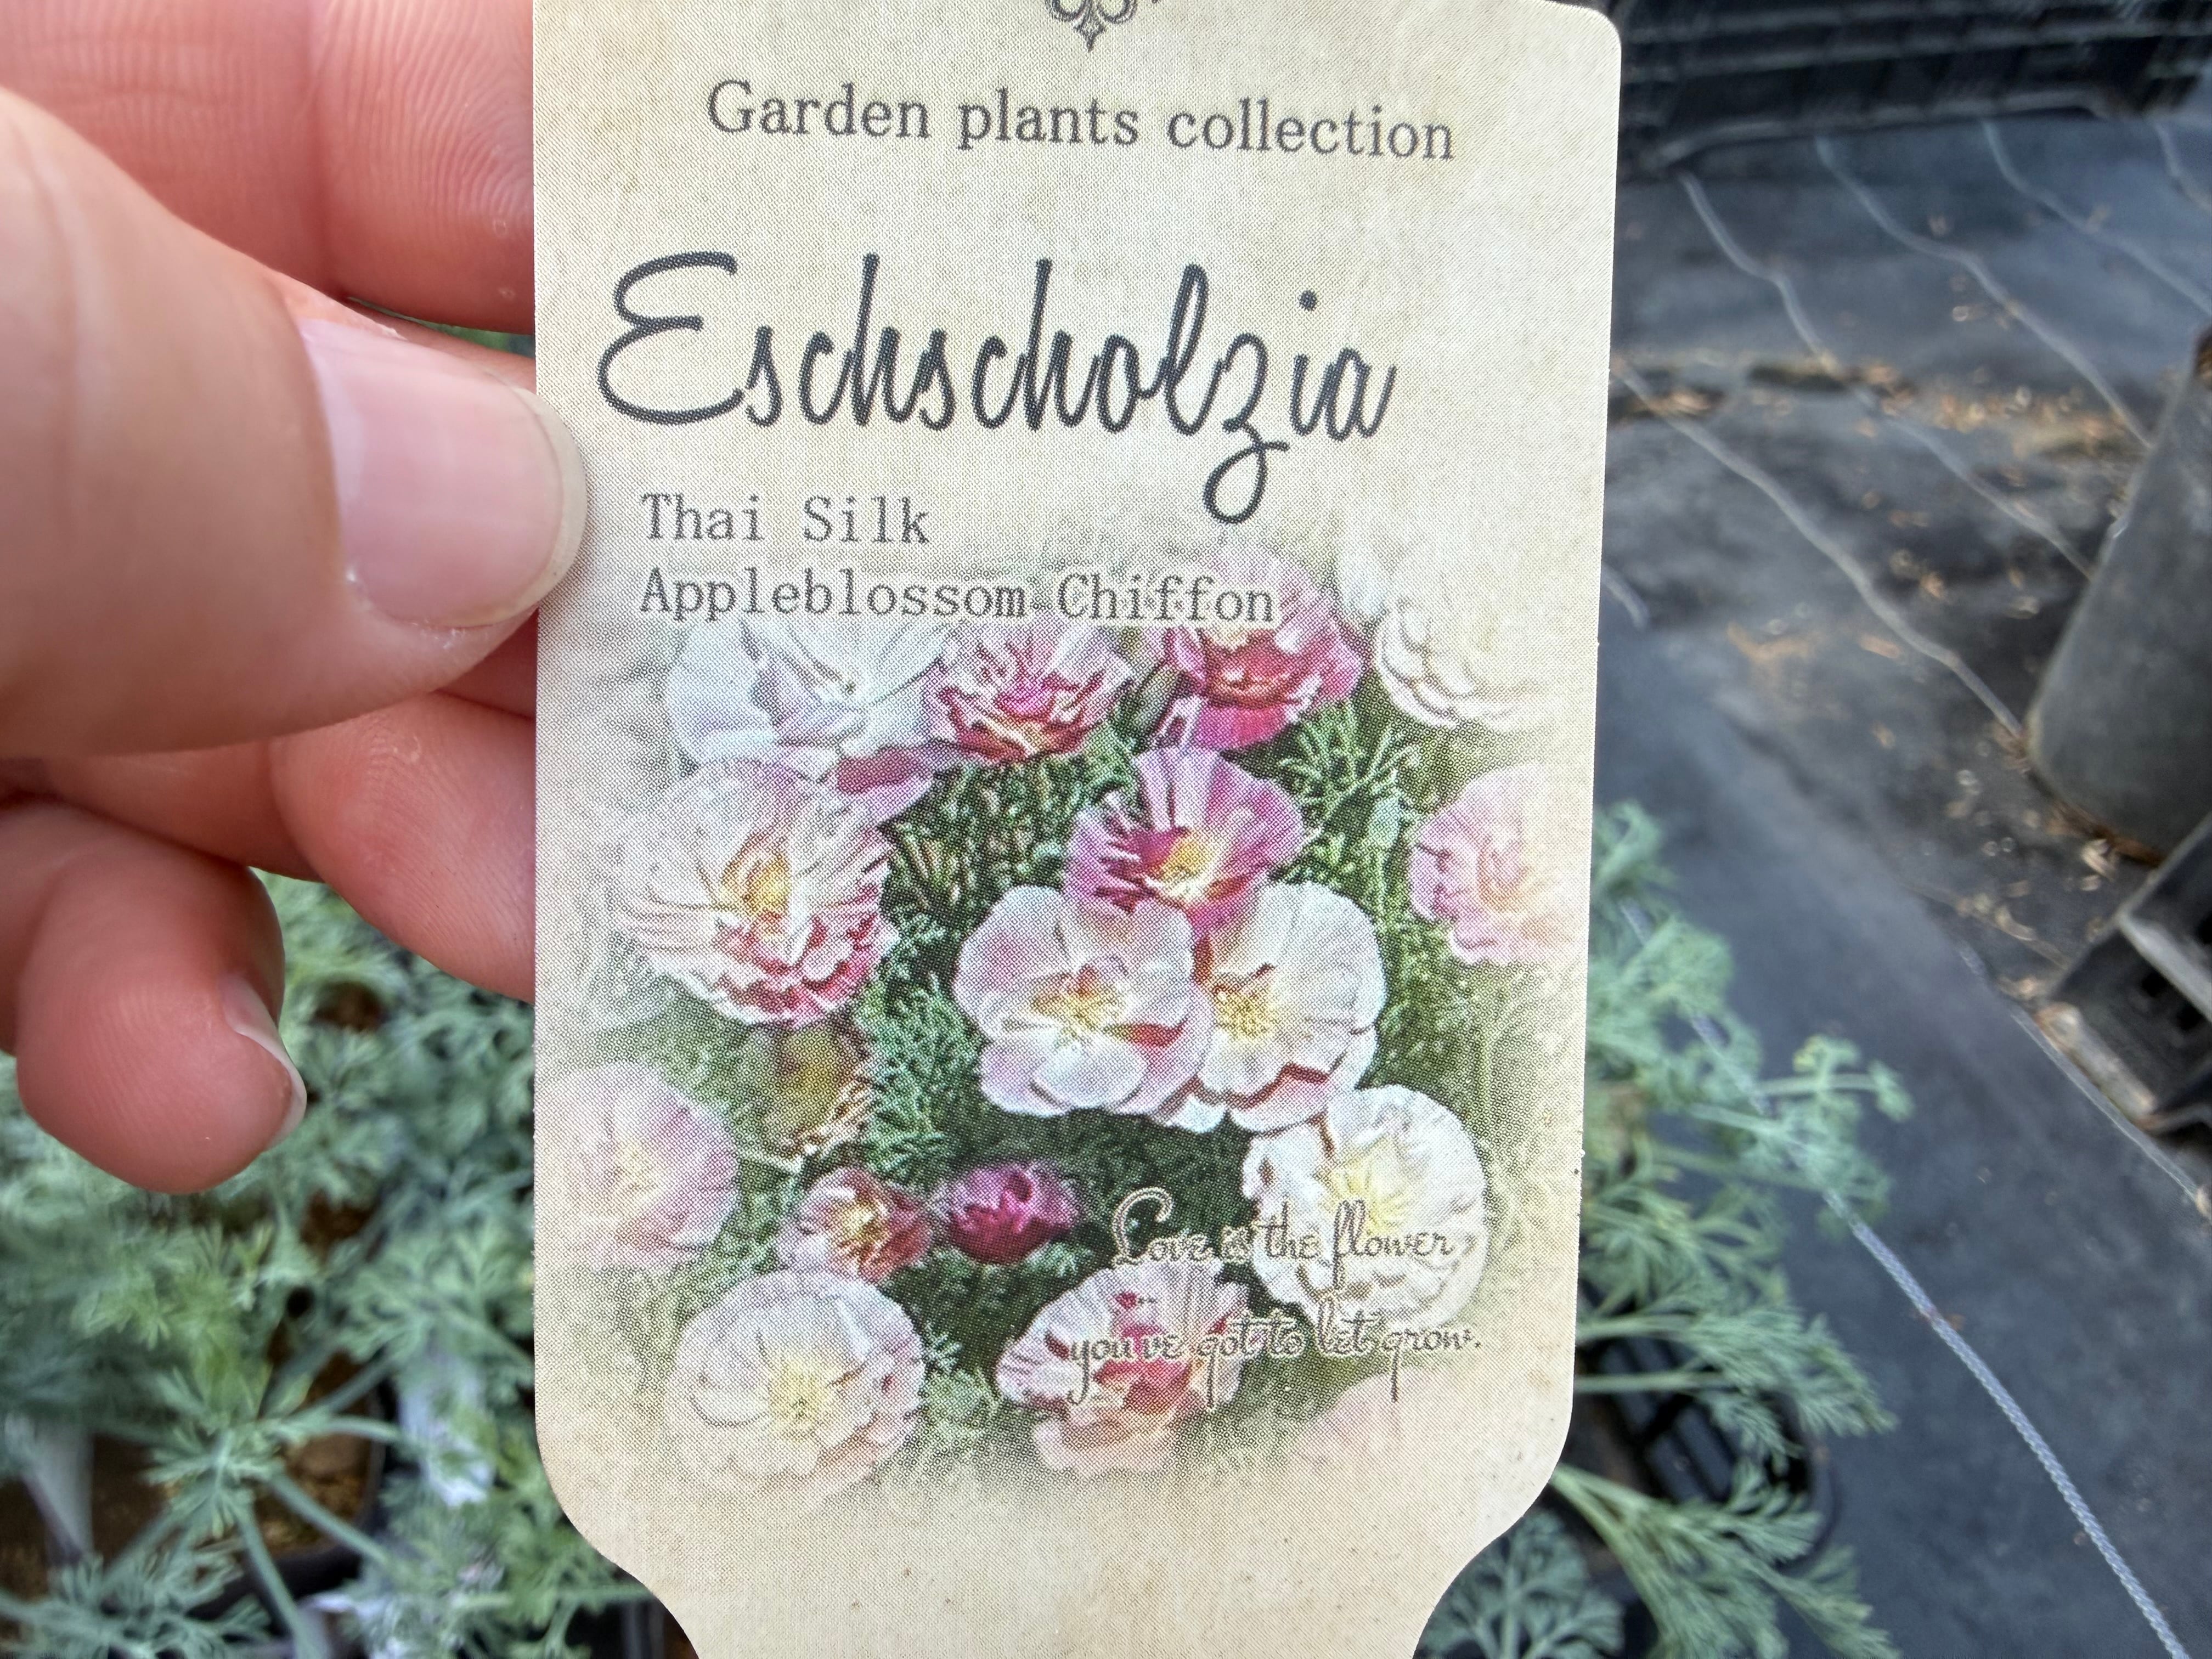 Garden plants collection
Eschscholzia
Thai Silk
Appleblossom Chiffon
Love is the flower
you've got to let grow.